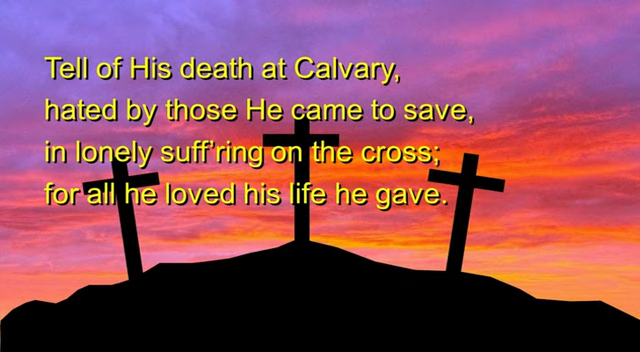 Tell of His death at Calvary,
hated by those He came to save,
in lonely suff'ring on the cross;
for all he loved his life he gave.